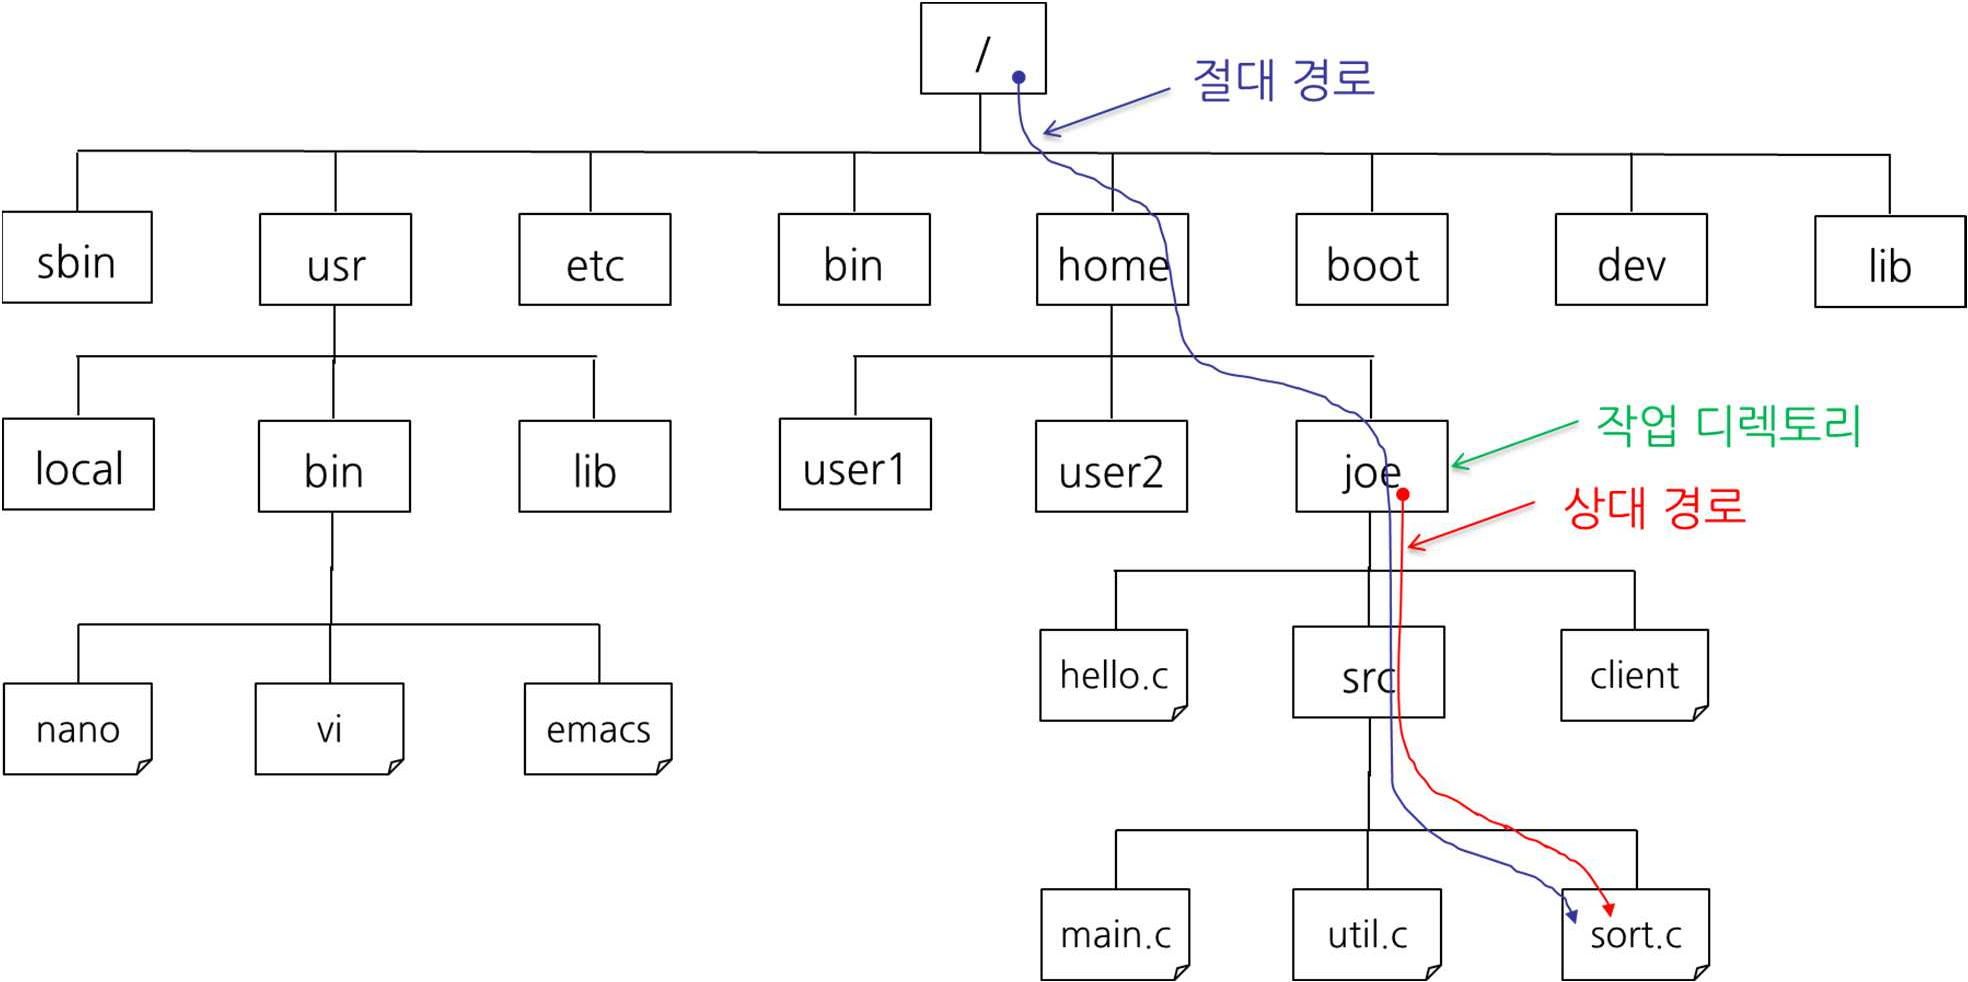 /
절대 경로
sbin
usr
etc
bin
home
boot
dev
lib
local
bin
lib
user1
user2
joe
작업 디렉토리
상대 경로
hello.c
src
client
nano
vi
emacs
main.c
util.c
sort.c